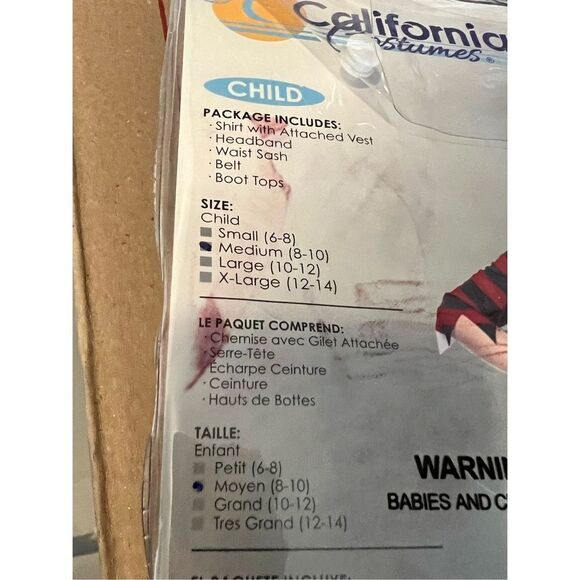 California
Costumes®
CHILD
PACKAGE INCLUDES:
· Shirt with Attached Vest
· Headband
· Waist Sash
· Belt
· Boot Tops
SIZE:
Child
Small (6-8)
Medium (8-10)
Large (10-12)
X-Large (12-14)
LE PAQUET COMPREND:
· Chemise avec Gilet Attachée
· Serre-Tête
· Écharpe Ceinture
· Ceinture
· Hauts de Bottes
TAILLE:
Enfant
Petit (6-8)
Moyen (8-10)
Grand (10-12)
Tres Grand (12-14)
WARNI
BABIES AND C
EL PAQUETE INCLUYE: